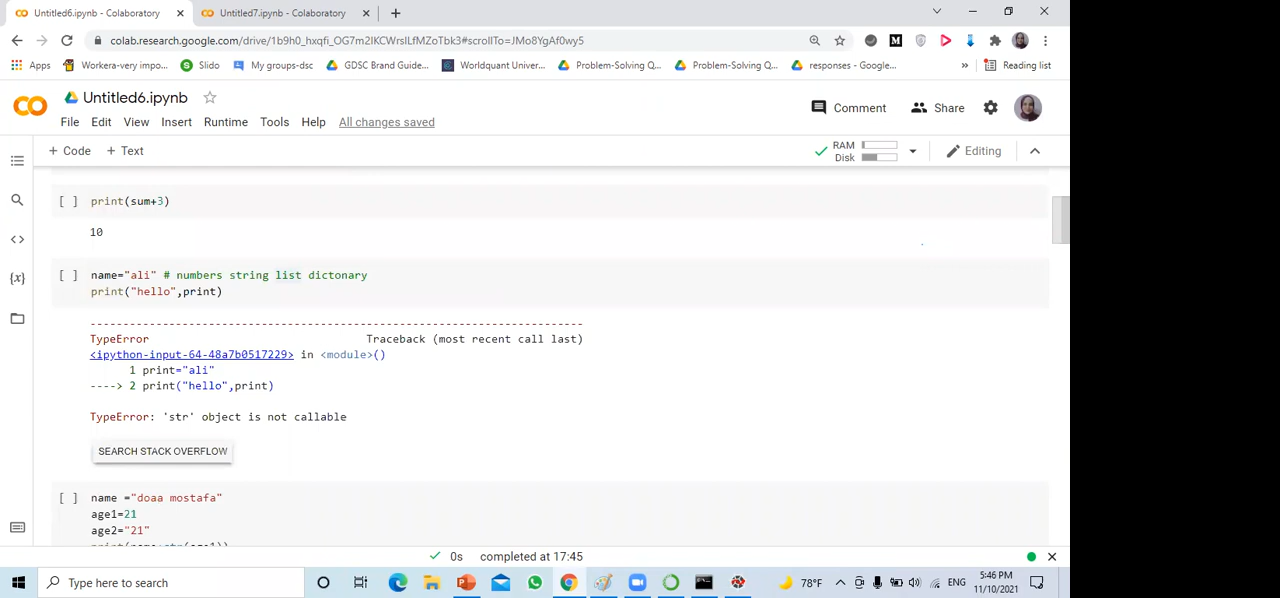 Untitled6.ipynb - Colaboratory
Untitled7.ipynb - Colaboratory
colab.research.google.com/drive/1b9h0_hxqfi_OG7m2IKCWrslLfMZoTbk3#scrollTo=JMo8YgAf0wy5
Apps Workera-very impo... Slido My groups-dsc GDSC Brand Guide... Worldquant Univer... Problem-Solving Q... Problem-Solving Q... responses - Google... » Reading list
CO Untitled6.ipynb
Comment Share
File Edit View Insert Runtime Tools Help All changes saved
+ Code + Text
RAM
Disk
Editing
[ ] print(sum+3)
10
[ ] name="ali" # numbers string list dictonary
print("hello",print)
---------------------------------------------------------------------------
TypeError Traceback (most recent call last)
<ipython-input-64-48a7b0517229> in <module>()
1 print="ali"
----> 2 print("hello",print)
TypeError: 'str' object is not callable
SEARCH STACK OVERFLOW
[ ] name ="doaa mostafa"
age1=21
age2="21"
print(name+str(age1))
0s completed at 17:45
Type here to search
78°F
ENG
5:46 PM
11/10/2021